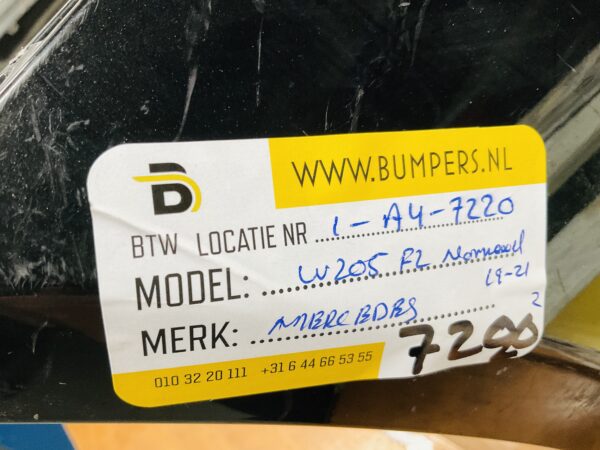 WWW.BUMPERS.NL
BTW LOCATIE NR 1-A4-7220
MODEL: W205 FL Normaal
18-21
MERK: MERCEDES
7200 2
010 32 20 111 +31 6 44 66 53 55